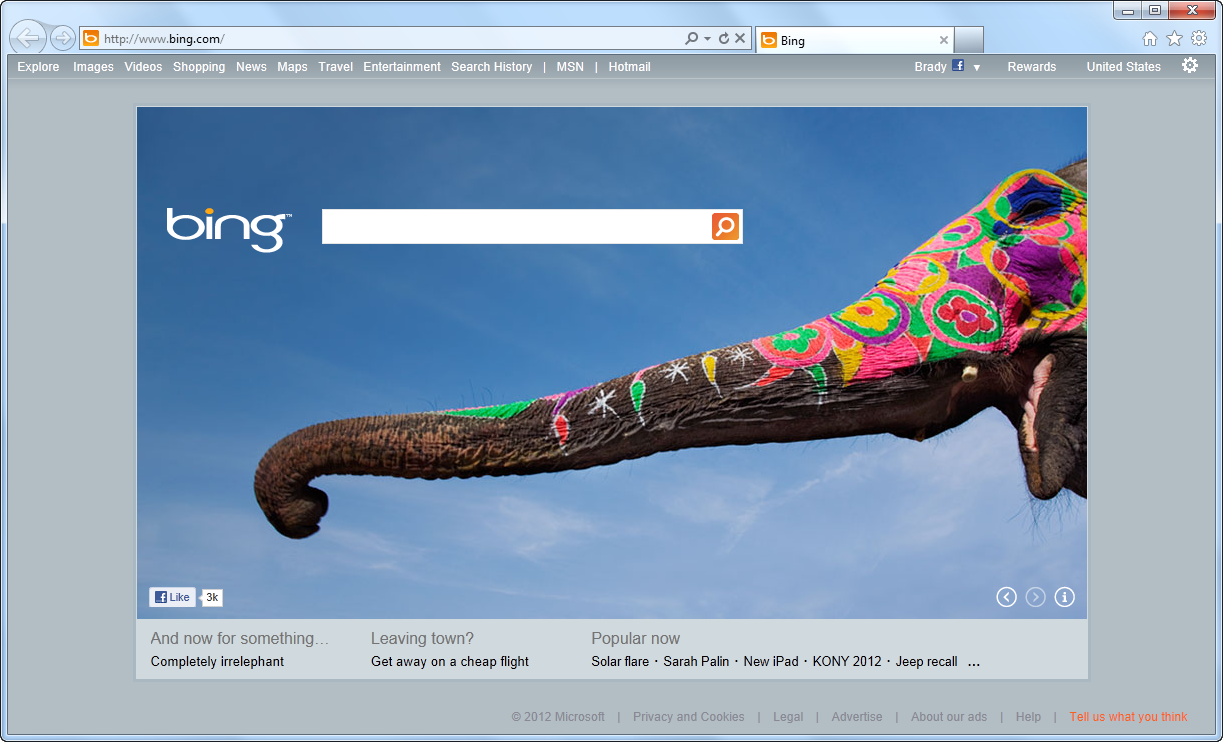 http://www.bing.com/
Bing
Explore Images Videos Shopping News Maps Travel Entertainment Search History | MSN | Hotmail
Brady Rewards United States
bing™
Like 3k
And now for something...
Completely irrelephant
Leaving town?
Get away on a cheap flight
Popular now
Solar flare · Sarah Palin · New iPad · KONY 2012 · Jeep recall ...
© 2012 Microsoft | Privacy and Cookies | Legal | Advertise | About our ads | Help | Tell us what you think